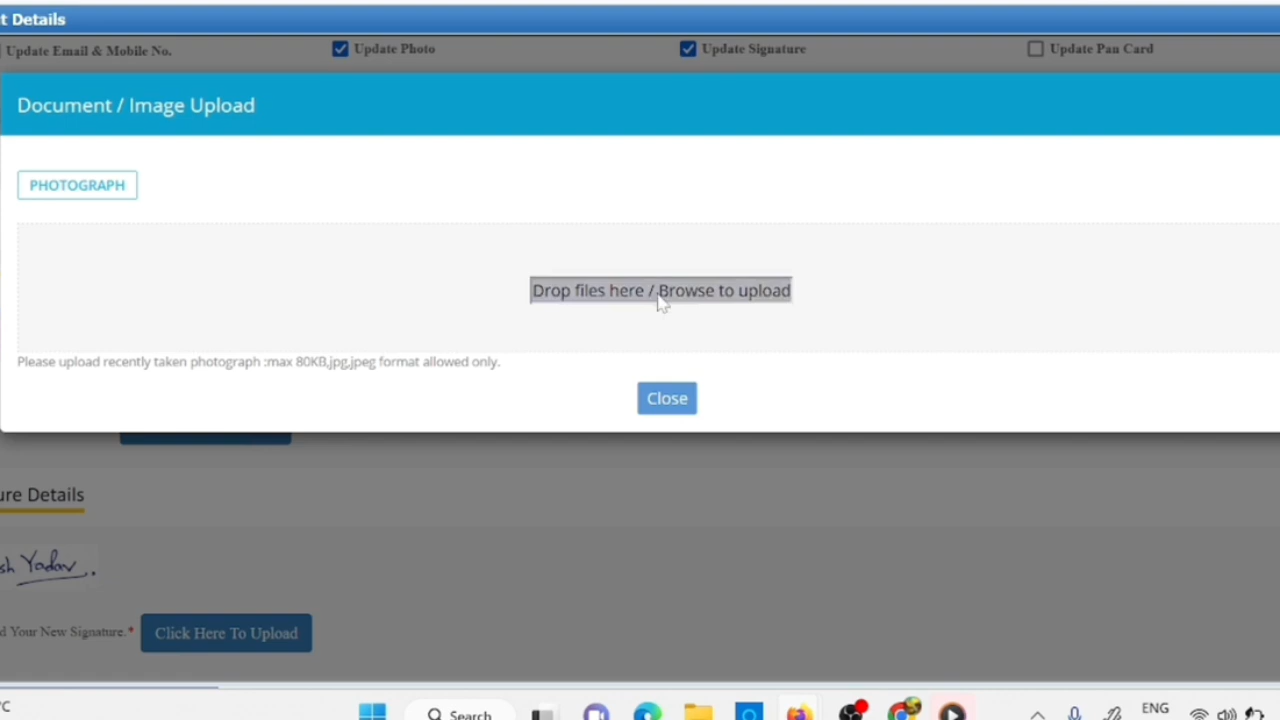 t Details
Update Email & Mobile No.
Update Photo
Update Signature
Update Pan Card
Document / Image Upload
PHOTOGRAPH
Drop files here / Browse to upload
Please upload recently taken photograph :max 80KB,jpg,jpeg format allowed only.
Close
ure Details
sh Yadav.
d Your New Signature.*
Click Here To Upload
°C
Search
ENG